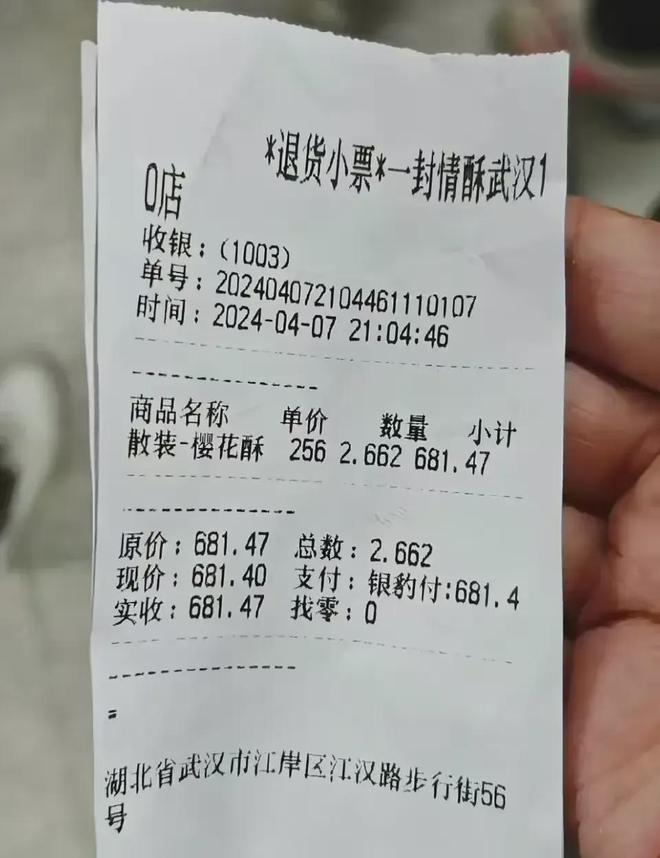 *退货小票*一封情酥武汉1
0店
收银：(1003)
单号：202404072104461110107
时间：2024-04-07 21:04:46
商品名称 单价 数量 小计
散装-樱花酥 256 2.662 681.47
原价：681.47 总数：2.662
现价：681.40 支付：银豹付:681.4
实收：681.47 找零：0
=
湖北省武汉市江岸区江汉路步行街56
号